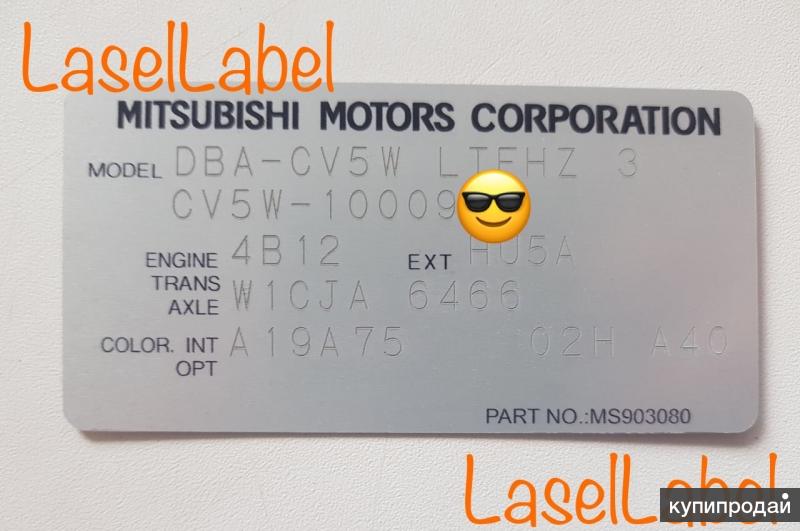 LaselLabel
MITSUBISHI MOTORS CORPORATION
MODEL DBA-CV5W LTFHZ 3
CV5W-10009
ENGINE 4B12 EXT HU5A
TRANS
AXLE W1CJA 6466
COLOR. INT A19A75 02H A40
OPT
PART NO.:MS903080
LaselLabel
купипродай